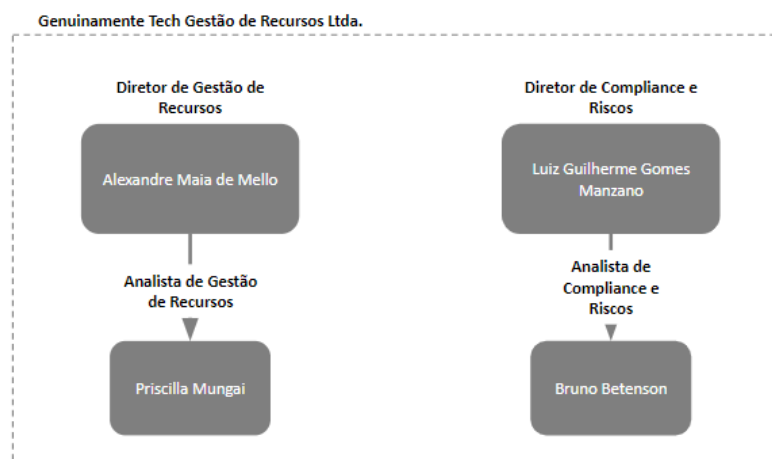 Genuinamente Tech Gestão de Recursos Ltda.
Diretor de Gestão de
Recursos
Alexandre Maia de Mello
Analista de Gestão
de Recursos
Priscilla Mungai
Diretor de Compliance e
Riscos
Luiz Guilherme Gomes
Manzano
Analista de
Compliance e
Riscos
Bruno Betenson